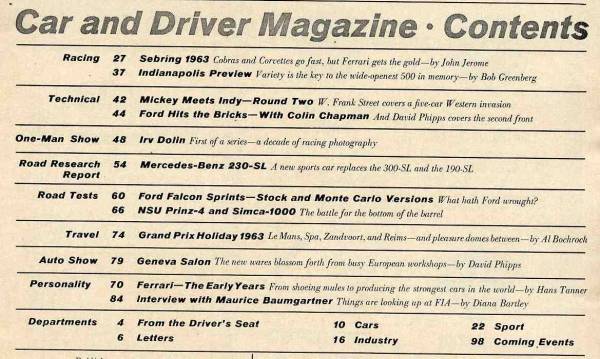 Car and Driver Magazine · Contents
Racing 27 Sebring 1963 Cobras and Corvettes go fast, but Ferrari gets the gold—by John Jerome
37 Indianapolis Preview Variety is the key to the wide-openest 500 in memory—by Bob Greenberg
Technical 42 Mickey Meets Indy—Round Two W. Frank Street covers a five-car Western invasion
44 Ford Hits the Bricks—With Colin Chapman And David Phipps covers the second front
One-Man Show 48 Irv Dolin First of a series—a decade of racing photography
Road Research 54 Mercedes-Benz 230-SL A new sports car replaces the 300-SL and the 190-SL
Report
Road Tests 60 Ford Falcon Sprints—Stock and Monte Carlo Versions What hath Ford wrought?
66 NSU Prinz-4 and Simca-1000 The battle for the bottom of the barrel
Travel 74 Grand Prix Holiday 1963 Le Mans, Spa, Zandvoort, and Reims—and pleasure domes between—by Al Bochroch
Auto Show 79 Geneva Salon The new wares blossom forth from busy European workshops—by David Phipps
Personality 70 Ferrari—The Early Years From shoeing mules to producing the strongest cars in the world—by Hans Tanner
84 Interview with Maurice Baumgartner Things are looking up at FIA—by Diana Bartley
Departments 4 From the Driver's Seat 10 Cars 22 Sport
6 Letters 16 Industry 98 Coming Events